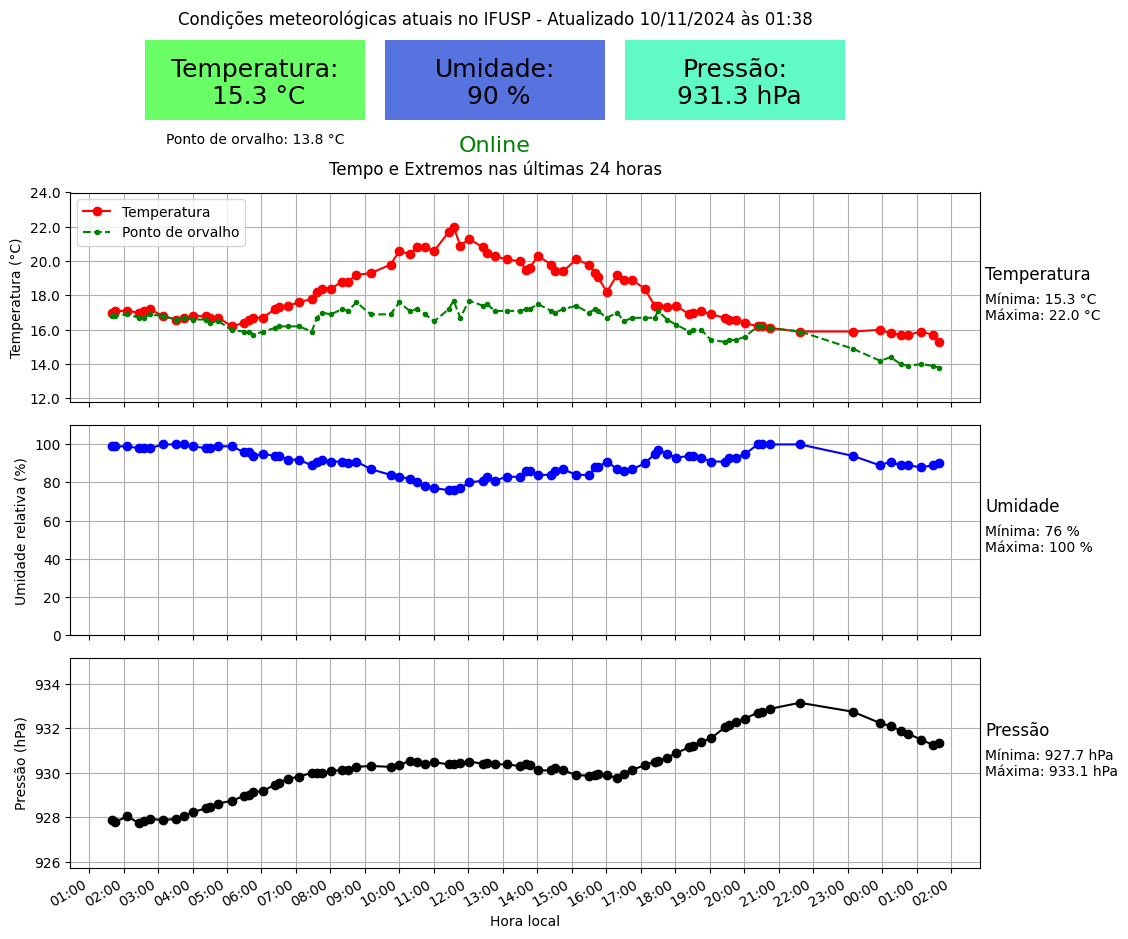 Condições meteorológicas atuais no IFUSP - Atualizado 10/11/2024 às 01:38
Temperatura:
15.3 °C
Umidade:
90 %
Pressão:
931.3 hPa
Ponto de orvalho: 13.8 °C
Online
Tempo e Extremos nas últimas 24 horas
Temperatura (°C)
24.0
22.0
20.0
18.0
16.0
14.0
12.0
Temperatura
Ponto de orvalho
Temperatura
Mínima: 15.3 °C
Máxima: 22.0 °C
Umidade relativa (%)
100
80
60
40
20
0
Umidade
Mínima: 76 %
Máxima: 100 %
Pressão (hPa)
934
932
930
928
926
Pressão
Mínima: 927.7 hPa
Máxima: 933.1 hPa
01:00 02:00 03:00 04:00 05:00 06:00 07:00 08:00 09:00 10:00 11:00 12:00 13:00 14:00 15:00 16:00 17:00 18:00 19:00 20:00 21:00 22:00 23:00 00:00 01:00 02:00
Hora local